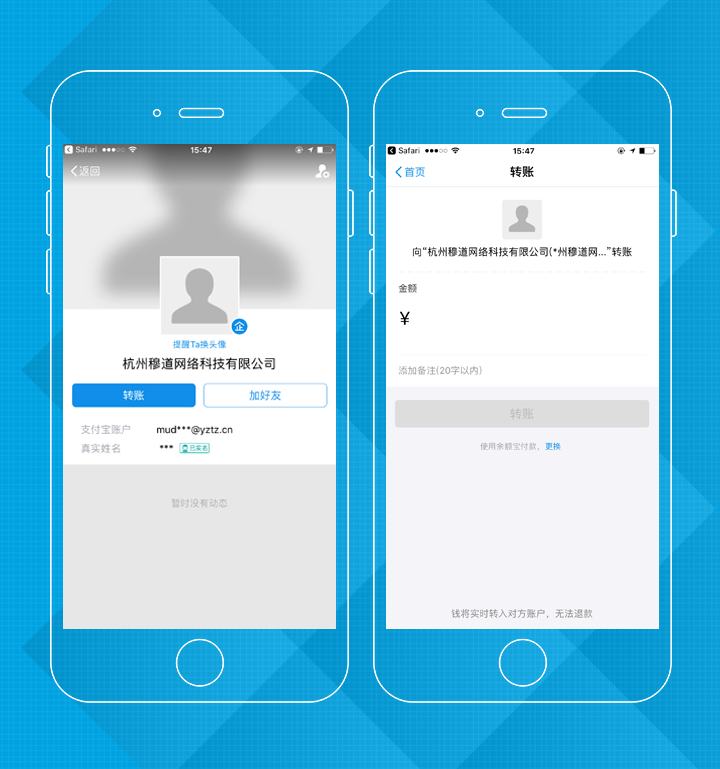 Safari
15:47
返回
企
提醒Ta换头像
杭州穆道网络科技有限公司
转账
加好友
支付宝账户 mud***@yztz.cn
真实姓名 *** 已实名
暂时没有动态
Safari
15:47
首页
转账
向“杭州穆道网络科技有限公司(*州穆道网...”转账
金额
¥
添加备注(20字以内)
转账
使用余额宝付款，更换
钱将实时转入对方账户，无法退款